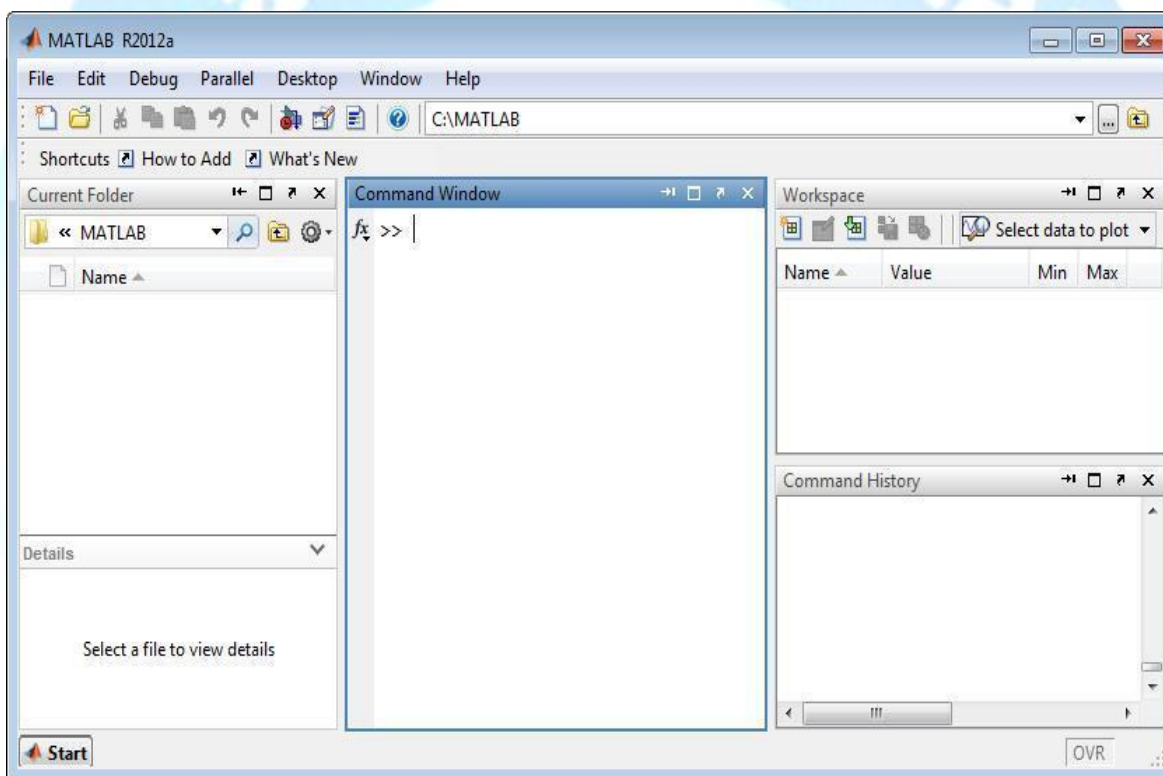 MATLAB R2012a
File Edit Debug Parallel Desktop Window Help
C:\MATLAB
...
Shortcuts How to Add What's New
Current Folder
« MATLAB
Name
Details
Select a file to view details
Command Window
fx >>
Workspace
Select data to plot
Name Value Min Max
Command History
Start
OVR